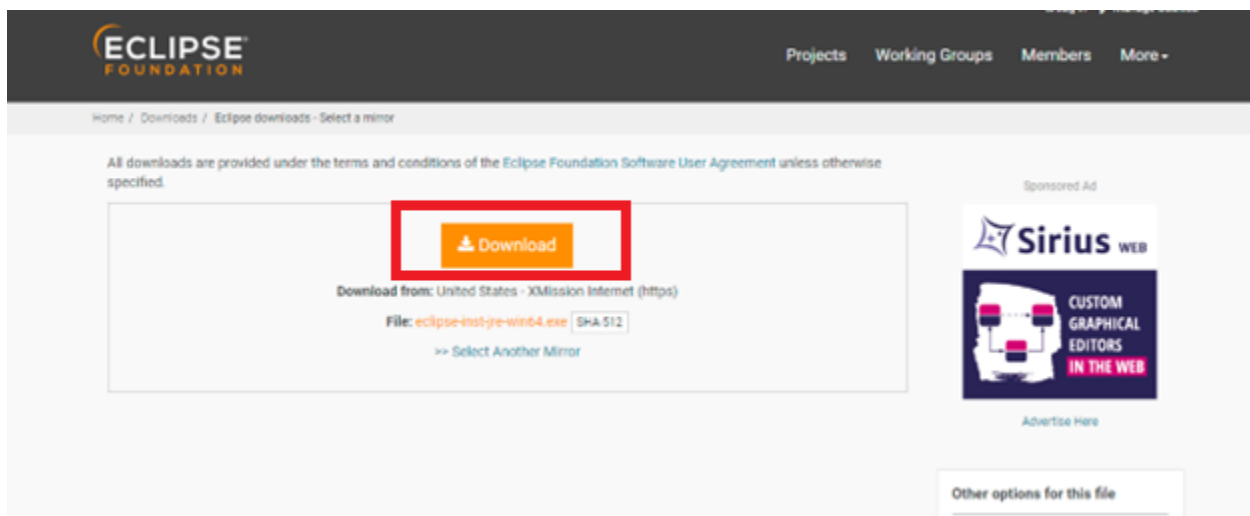 ECLIPSE
FOUNDATION
Projects Working Groups Members More
Home / Downloads / Eclipse downloads - Select a mirror
All downloads are provided under the terms and conditions of the Eclipse Foundation Software User Agreement unless otherwise
specified.
Download
Download from: United States - XMission Internet (https)
File: eclipse-inst-jre-win64.exe SHA-512
>> Select Another Mirror
Sponsored Ad
Sirius WEB
CUSTOM
GRAPHICAL
EDITORS
IN THE WEB
Advertise Here
Other options for this file